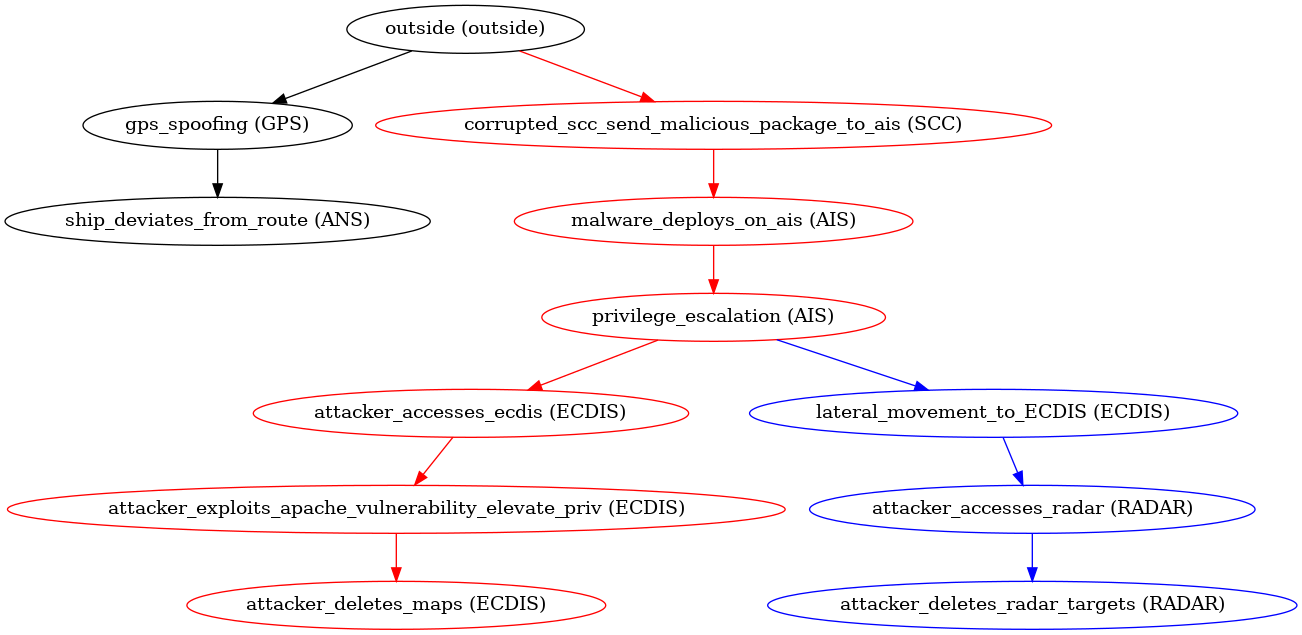 outside (outside)
gps_spoofing (GPS)
corrupted_scc_send_malicious_package_to_ais (SCC)
ship_deviates_from_route (ANS)
malware_deploys_on_ais (AIS)
privilege_escalation (AIS)
attacker_accesses_ecdis (ECDIS)
lateral_movement_to_ECDIS (ECDIS)
attacker_exploits_apache_vulnerability_elevate_priv (ECDIS)
attacker_accesses_radar (RADAR)
attacker_deletes_maps (ECDIS)
attacker_deletes_radar_targets (RADAR)